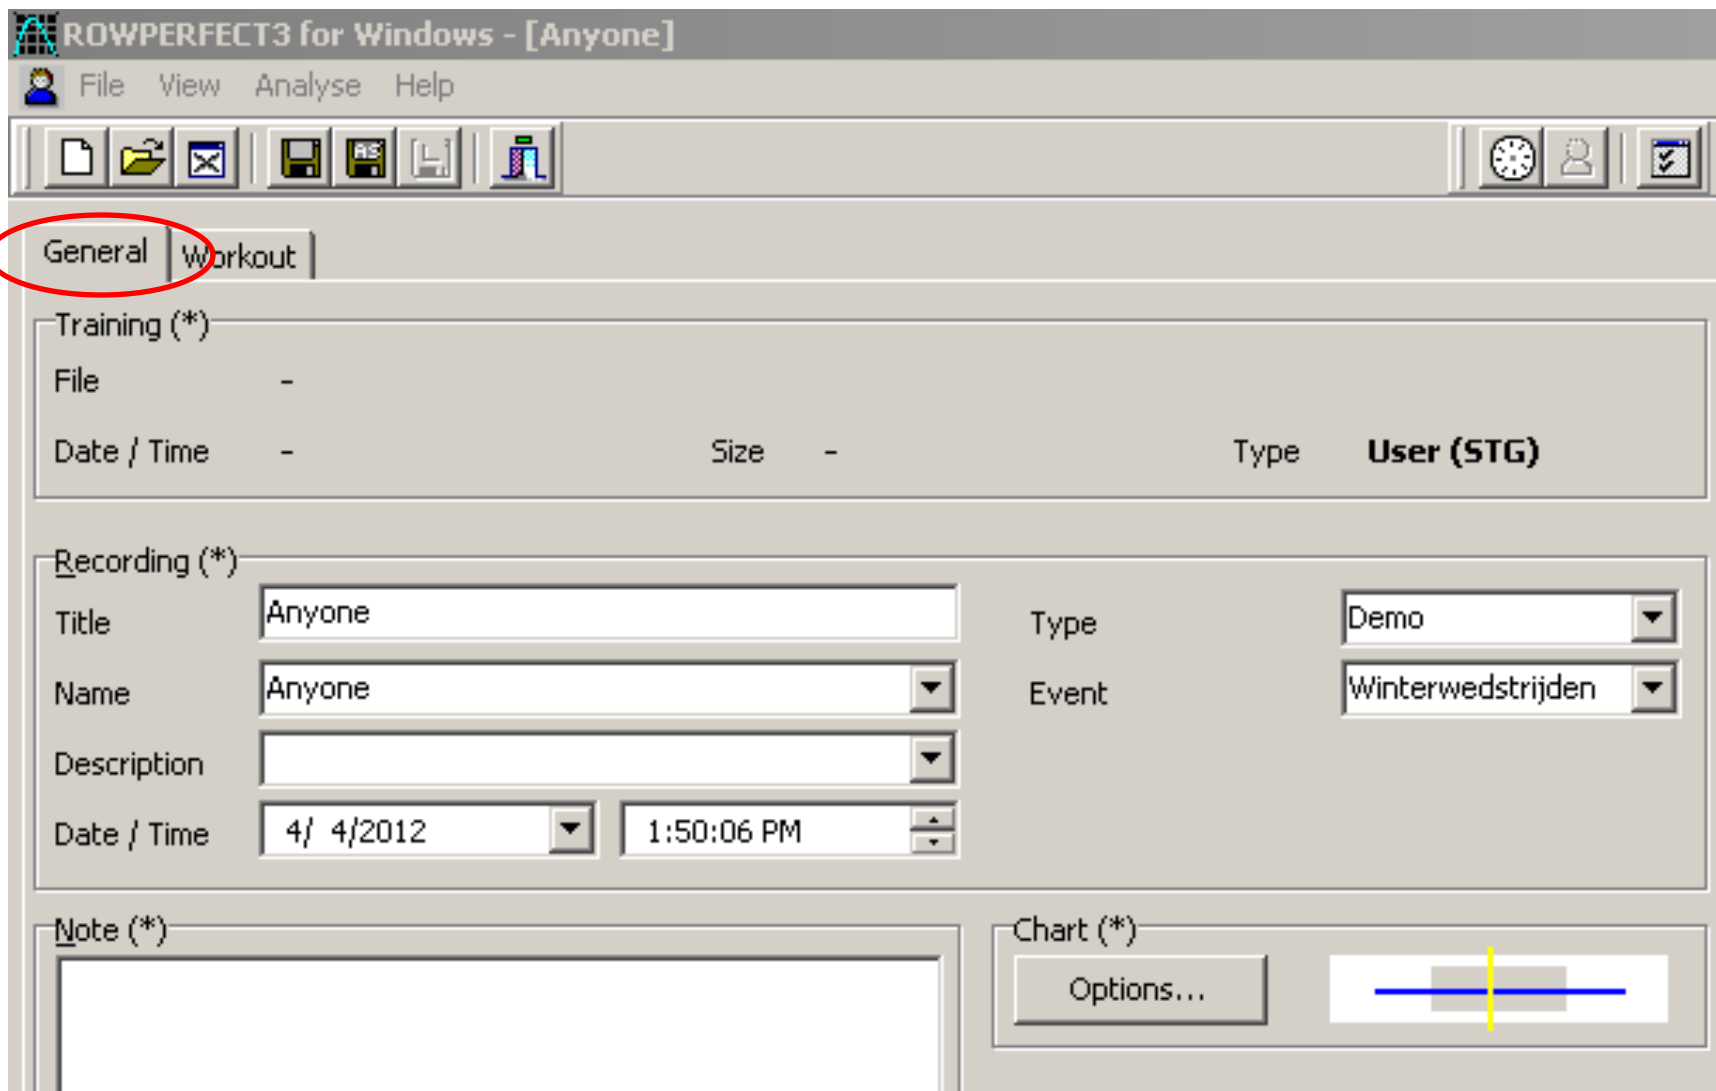 ROWPERFECT3 for Windows - [Anyone]
File View Analyse Help
AS
General Workout
Training (*)
File -
Date / Time - Size - Type User (STG)
Recording (*)
Title Anyone Type Demo
Name Anyone Event Winterwedstrijden
Description
Date / Time 4/ 4/2012 1:50:06 PM
Note (*) Chart (*)
Options...